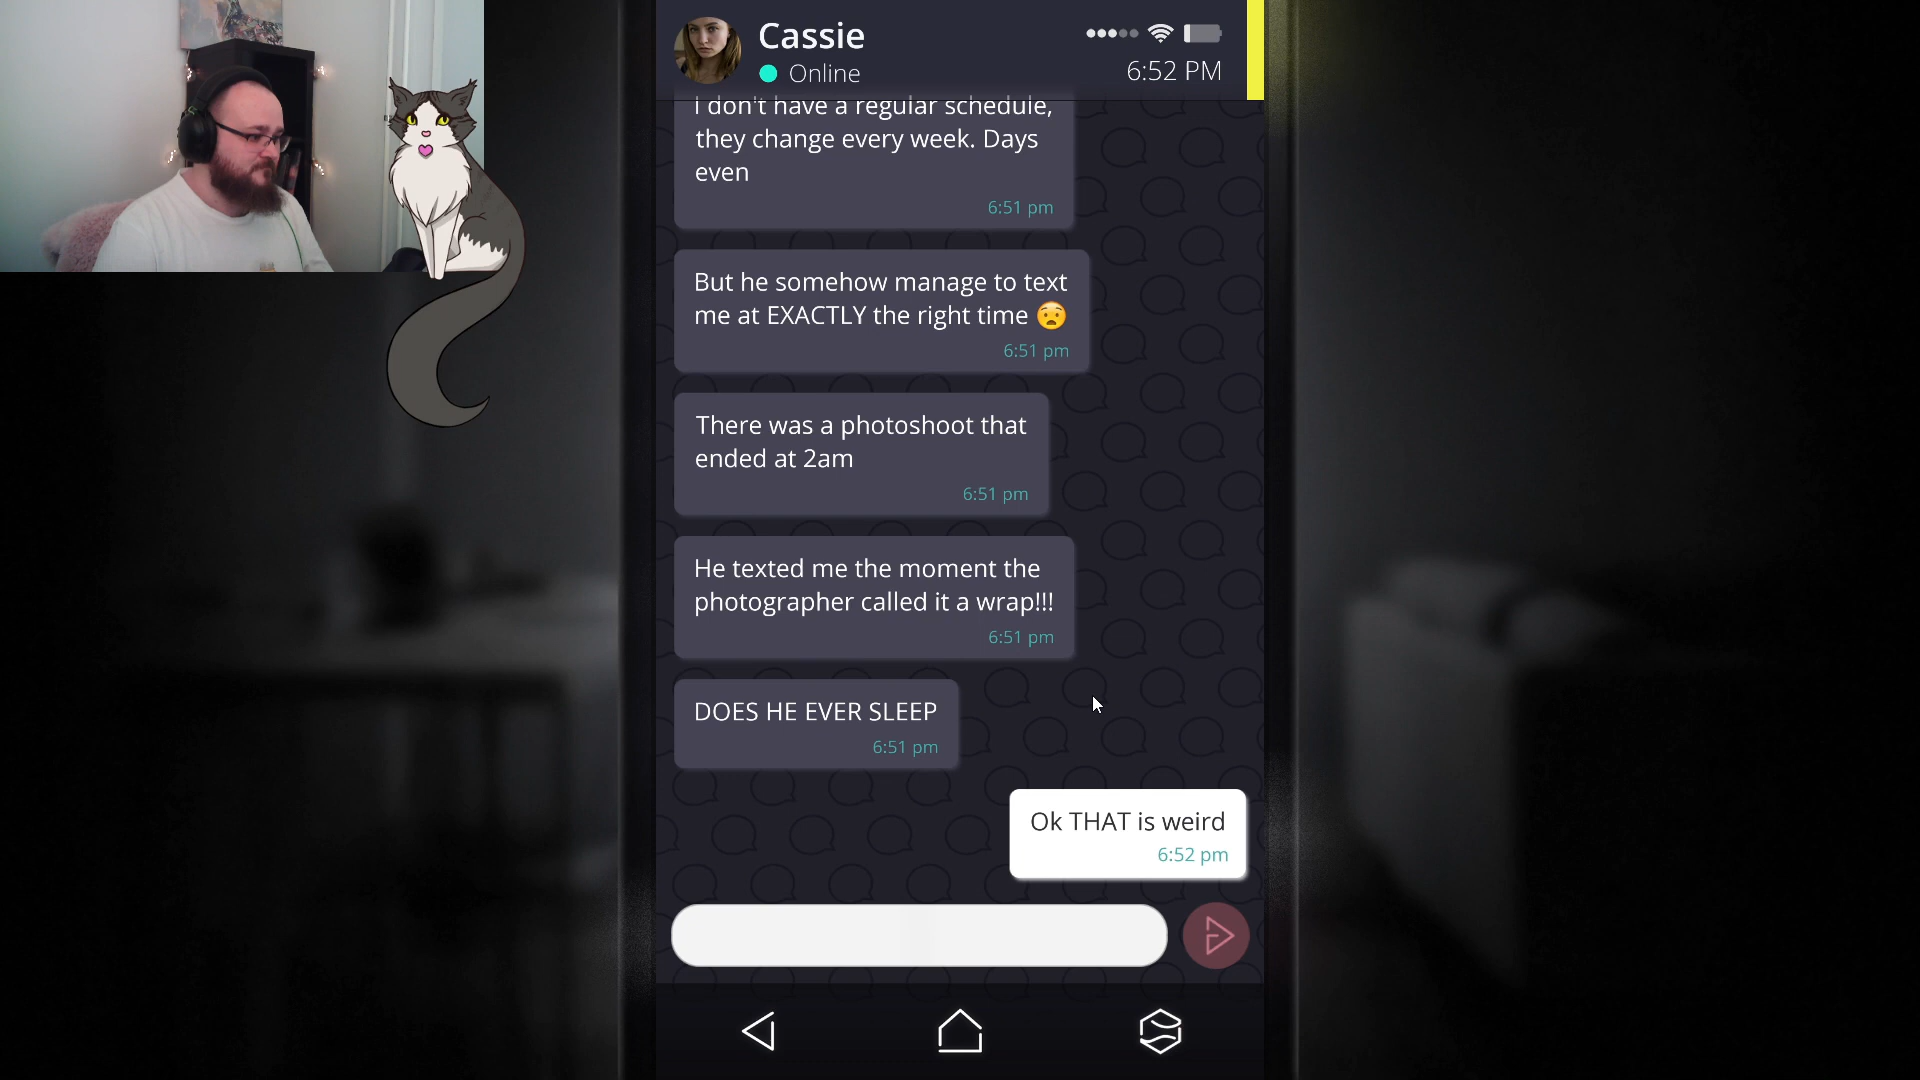 Cassie
Online
6:52 PM
I don't have a regular schedule,
they change every week. Days
even
6:51 pm
But he somehow manage to text
me at EXACTLY the right time 😧
6:51 pm
There was a photoshoot that
ended at 2am
6:51 pm
He texted me the moment the
photographer called it a wrap!!!
6:51 pm
DOES HE EVER SLEEP
6:51 pm
Ok THAT is weird
6:52 pm